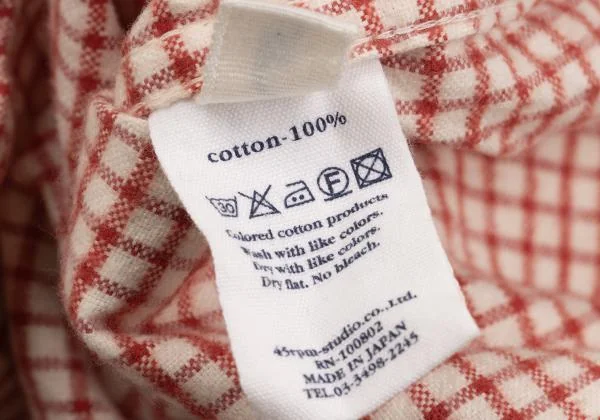 cotton-100%
30 F
Colored cotton products
Wash with like colors.
Dry with like colors.
Dry flat. No bleach.
45rpm-studio.co.,Ltd.
RN-100802
MADE IN JAPAN
TEL.03-3498-2245